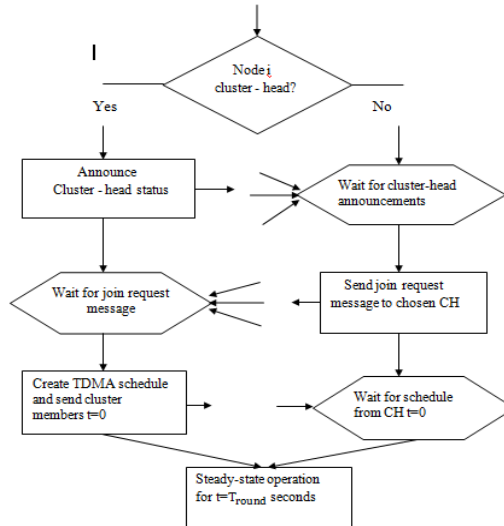 I
Node i
cluster - head?
Yes
No
Announce
Cluster - head status
Wait for cluster-head
announcements
Wait for join request
message
Send join request
message to chosen CH
Create TDMA schedule
and send cluster
members t=0
Wait for schedule
from CH t=0
Steady-state operation
for t=Tround seconds